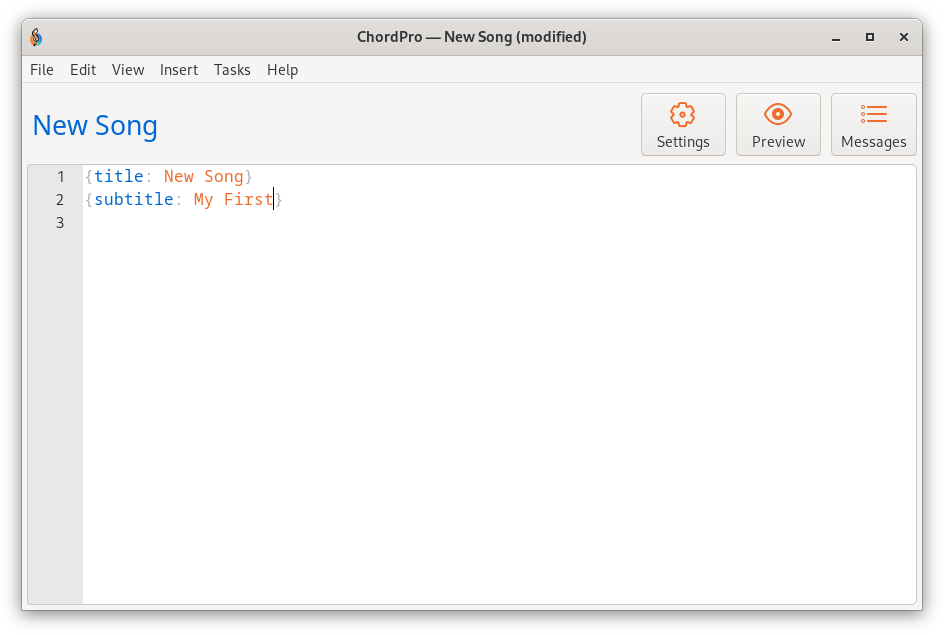 ChordPro — New Song (modified)
File Edit View Insert Tasks Help
New Song
Settings Preview Messages
1 {title: New Song}
2 {subtitle: My First}
3